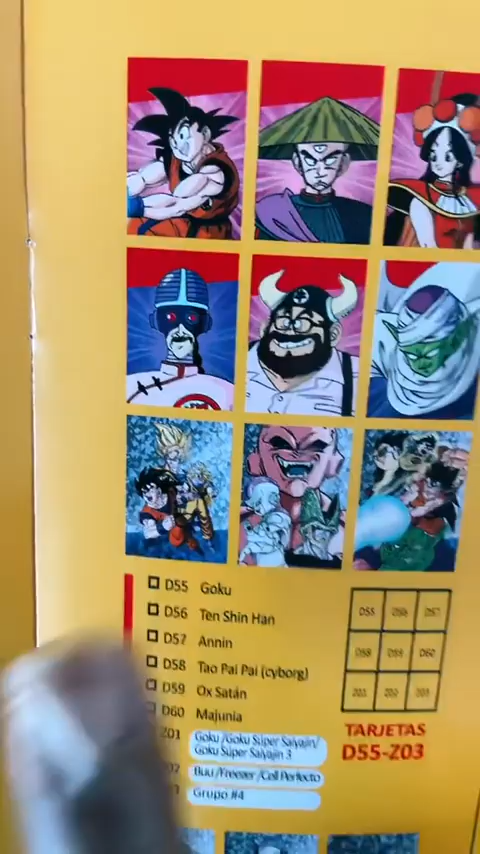 D55 Goku
D56 Ten Shin Han
D57 Annin
D58 Tao Pai Pai (cyborg)
D59 Ox Satán
D60 Majunia
Z01 Goku /Goku Súper Saiyajin/
Goku Súper Saiyajin 3
Buu /Freezer /Cell Perfecto
Grupo #4
D55 D56 D57
D58 D59 D60
Z01 Z02 Z03
TARJETAS
D55-Z03